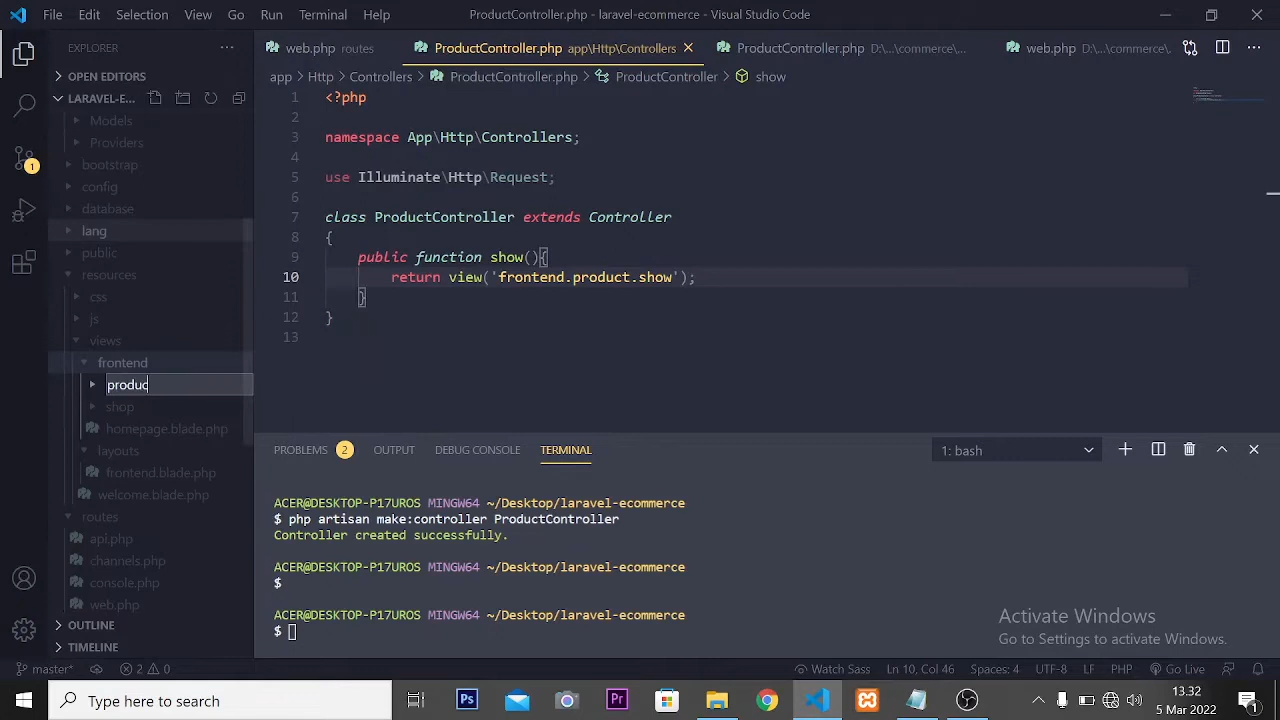 File Edit Selection View Go Run Terminal Help ProductController.php - laravel-ecommerce - Visual Studio Code
EXPLORER ···
web.php routes
ProductController.php app\Http\Controllers
ProductController.php D:\...\commerce\...
web.php D:\...\commerce\...
OPEN EDITORS
app > Http > Controllers > ProductController.php > ProductController > show
LARAVEL-E...
Models
Providers
bootstrap
config
database
lang
public
resources
css
js
views
frontend
produc
shop
homepage.blade.php
layouts
frontend.blade.php
welcome.blade.php
routes
api.php
channels.php
console.php
web.php
OUTLINE
TIMELINE
1 <?php
2
3 namespace App\Http\Controllers;
4
5 use Illuminate\Http\Request;
6
7 class ProductController extends Controller
8 {
9 public function show(){
10 return view('frontend.product.show');
11 }
12 }
13
PROBLEMS 2 OUTPUT DEBUG CONSOLE TERMINAL 1: bash
ACER@DESKTOP-P17UROS MINGW64 ~/Desktop/laravel-ecommerce
$ php artisan make:controller ProductController
Controller created successfully.
ACER@DESKTOP-P17UROS MINGW64 ~/Desktop/laravel-ecommerce
$
ACER@DESKTOP-P17UROS MINGW64 ~/Desktop/laravel-ecommerce
$
Activate Windows
Go to Settings to activate Windows.
1
master* 2 0 Watch Sass Ln 10, Col 46 Spaces: 4 UTF-8 LF PHP Go Live
Type here to search
Ps
Pr
3:32
5 Mar 2022
1